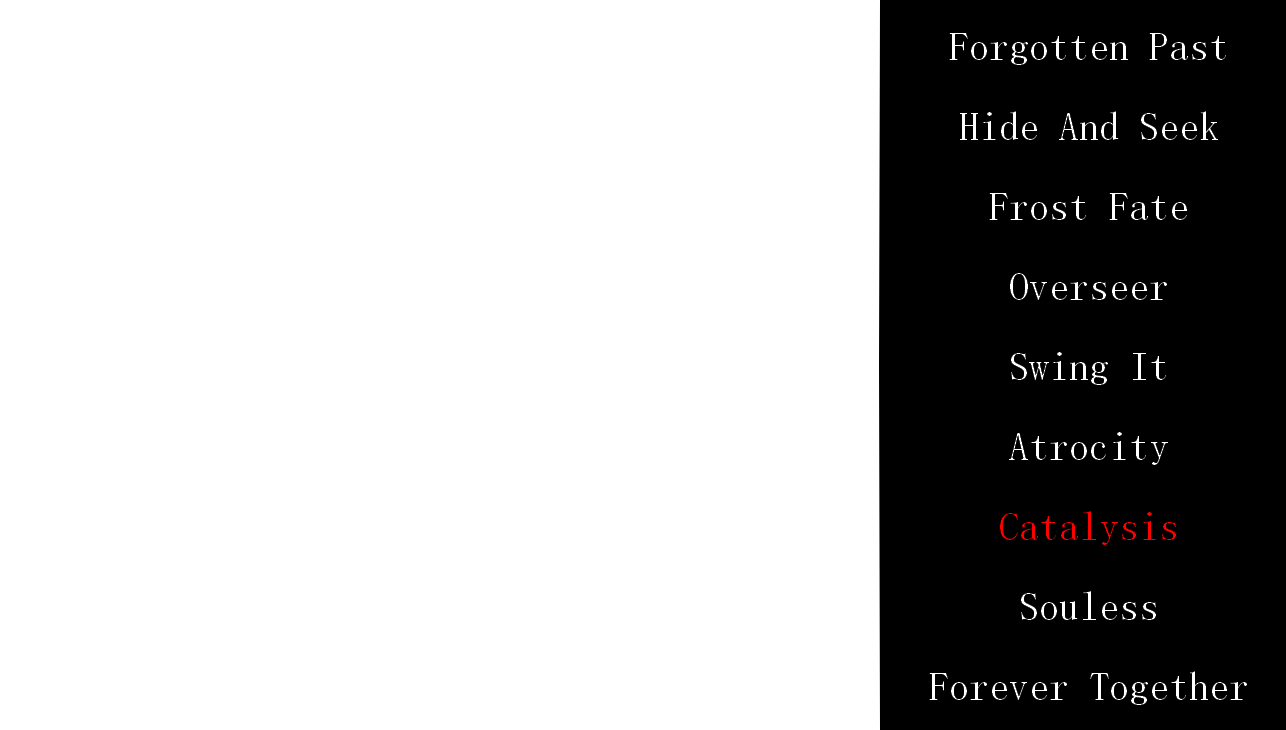 Forgotten Past
Hide And Seek
Frost Fate
Overseer
Swing It
Atrocity
Catalysis
Souless
Forever Together